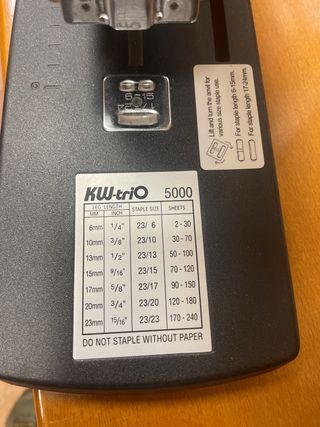 6-15
17-24
Lift and turn the anvil for
various size staple use.
For staple length 6-15mm.
For staple length 17-24mm.
KW-triO 5000
LEG LENGTH STAPLE SIZE SHEETS
MM INCH
6mm 1/4" 23/ 6 2 - 30
10mm 3/8" 23/10 30 - 70
13mm 1/2" 23/13 50 - 100
15mm 9/16" 23/15 70 - 120
17mm 5/8" 23/17 90 - 150
20mm 3/4" 23/20 120 - 180
23mm 15/16" 23/23 170 - 240
DO NOT STAPLE WITHOUT PAPER